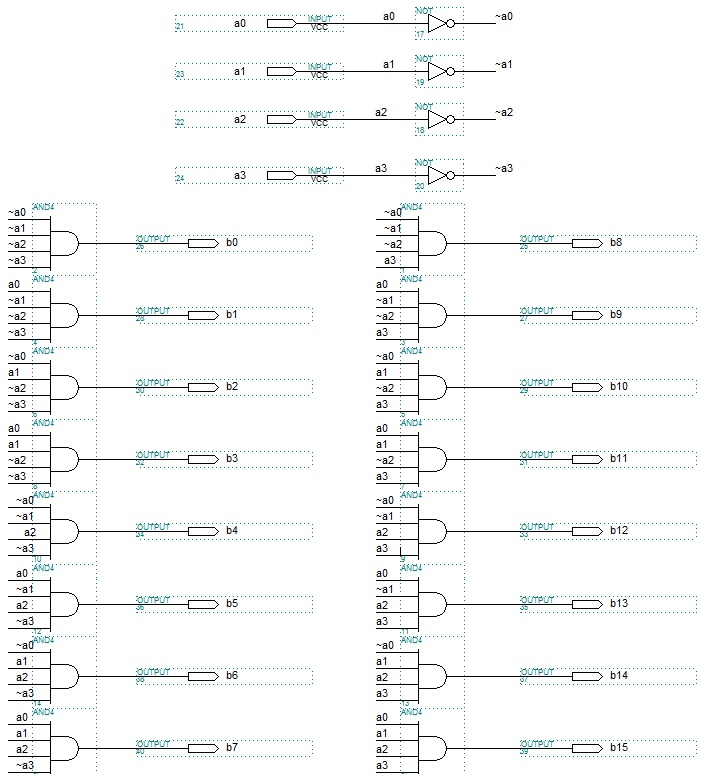 NOT
a0 INPUT a0 ~a0
21 VCC 17
NOT
a1 INPUT a1 ~a1
23 VCC 19
NOT
a2 INPUT a2 ~a2
22 VCC 18
NOT
a3 INPUT a3 ~a3
24 VCC 20
AND4
~a0
~a1
~a2
~a3
2
OUTPUT
26
b0
AND4
a0
~a1
~a2
~a3
4
OUTPUT
28
b1
AND4
~a0
a1
~a2
~a3
6
OUTPUT
30
b2
AND4
a0
a1
~a2
~a3
8
OUTPUT
32
b3
AND4
~a0
~a1
a2
~a3
10
OUTPUT
34
b4
AND4
a0
~a1
a2
~a3
12
OUTPUT
36
b5
AND4
~a0
a1
a2
~a3
14
OUTPUT
38
b6
AND4
a0
a1
a2
~a3
OUTPUT
40
b7
AND4
~a0
~a1
~a2
a3
1
OUTPUT
25
b8
AND4
a0
~a1
~a2
a3
3
OUTPUT
27
b9
AND4
~a0
a1
~a2
a3
5
OUTPUT
29
b10
AND4
a0
a1
~a2
a3
7
OUTPUT
31
b11
AND4
~a0
~a1
a2
a3
9
OUTPUT
33
b12
AND4
a0
~a1
a2
a3
11
OUTPUT
35
b13
AND4
~a0
a1
a2
a3
13
OUTPUT
37
b14
AND4
a0
a1
a2
a3
OUTPUT
39
b15